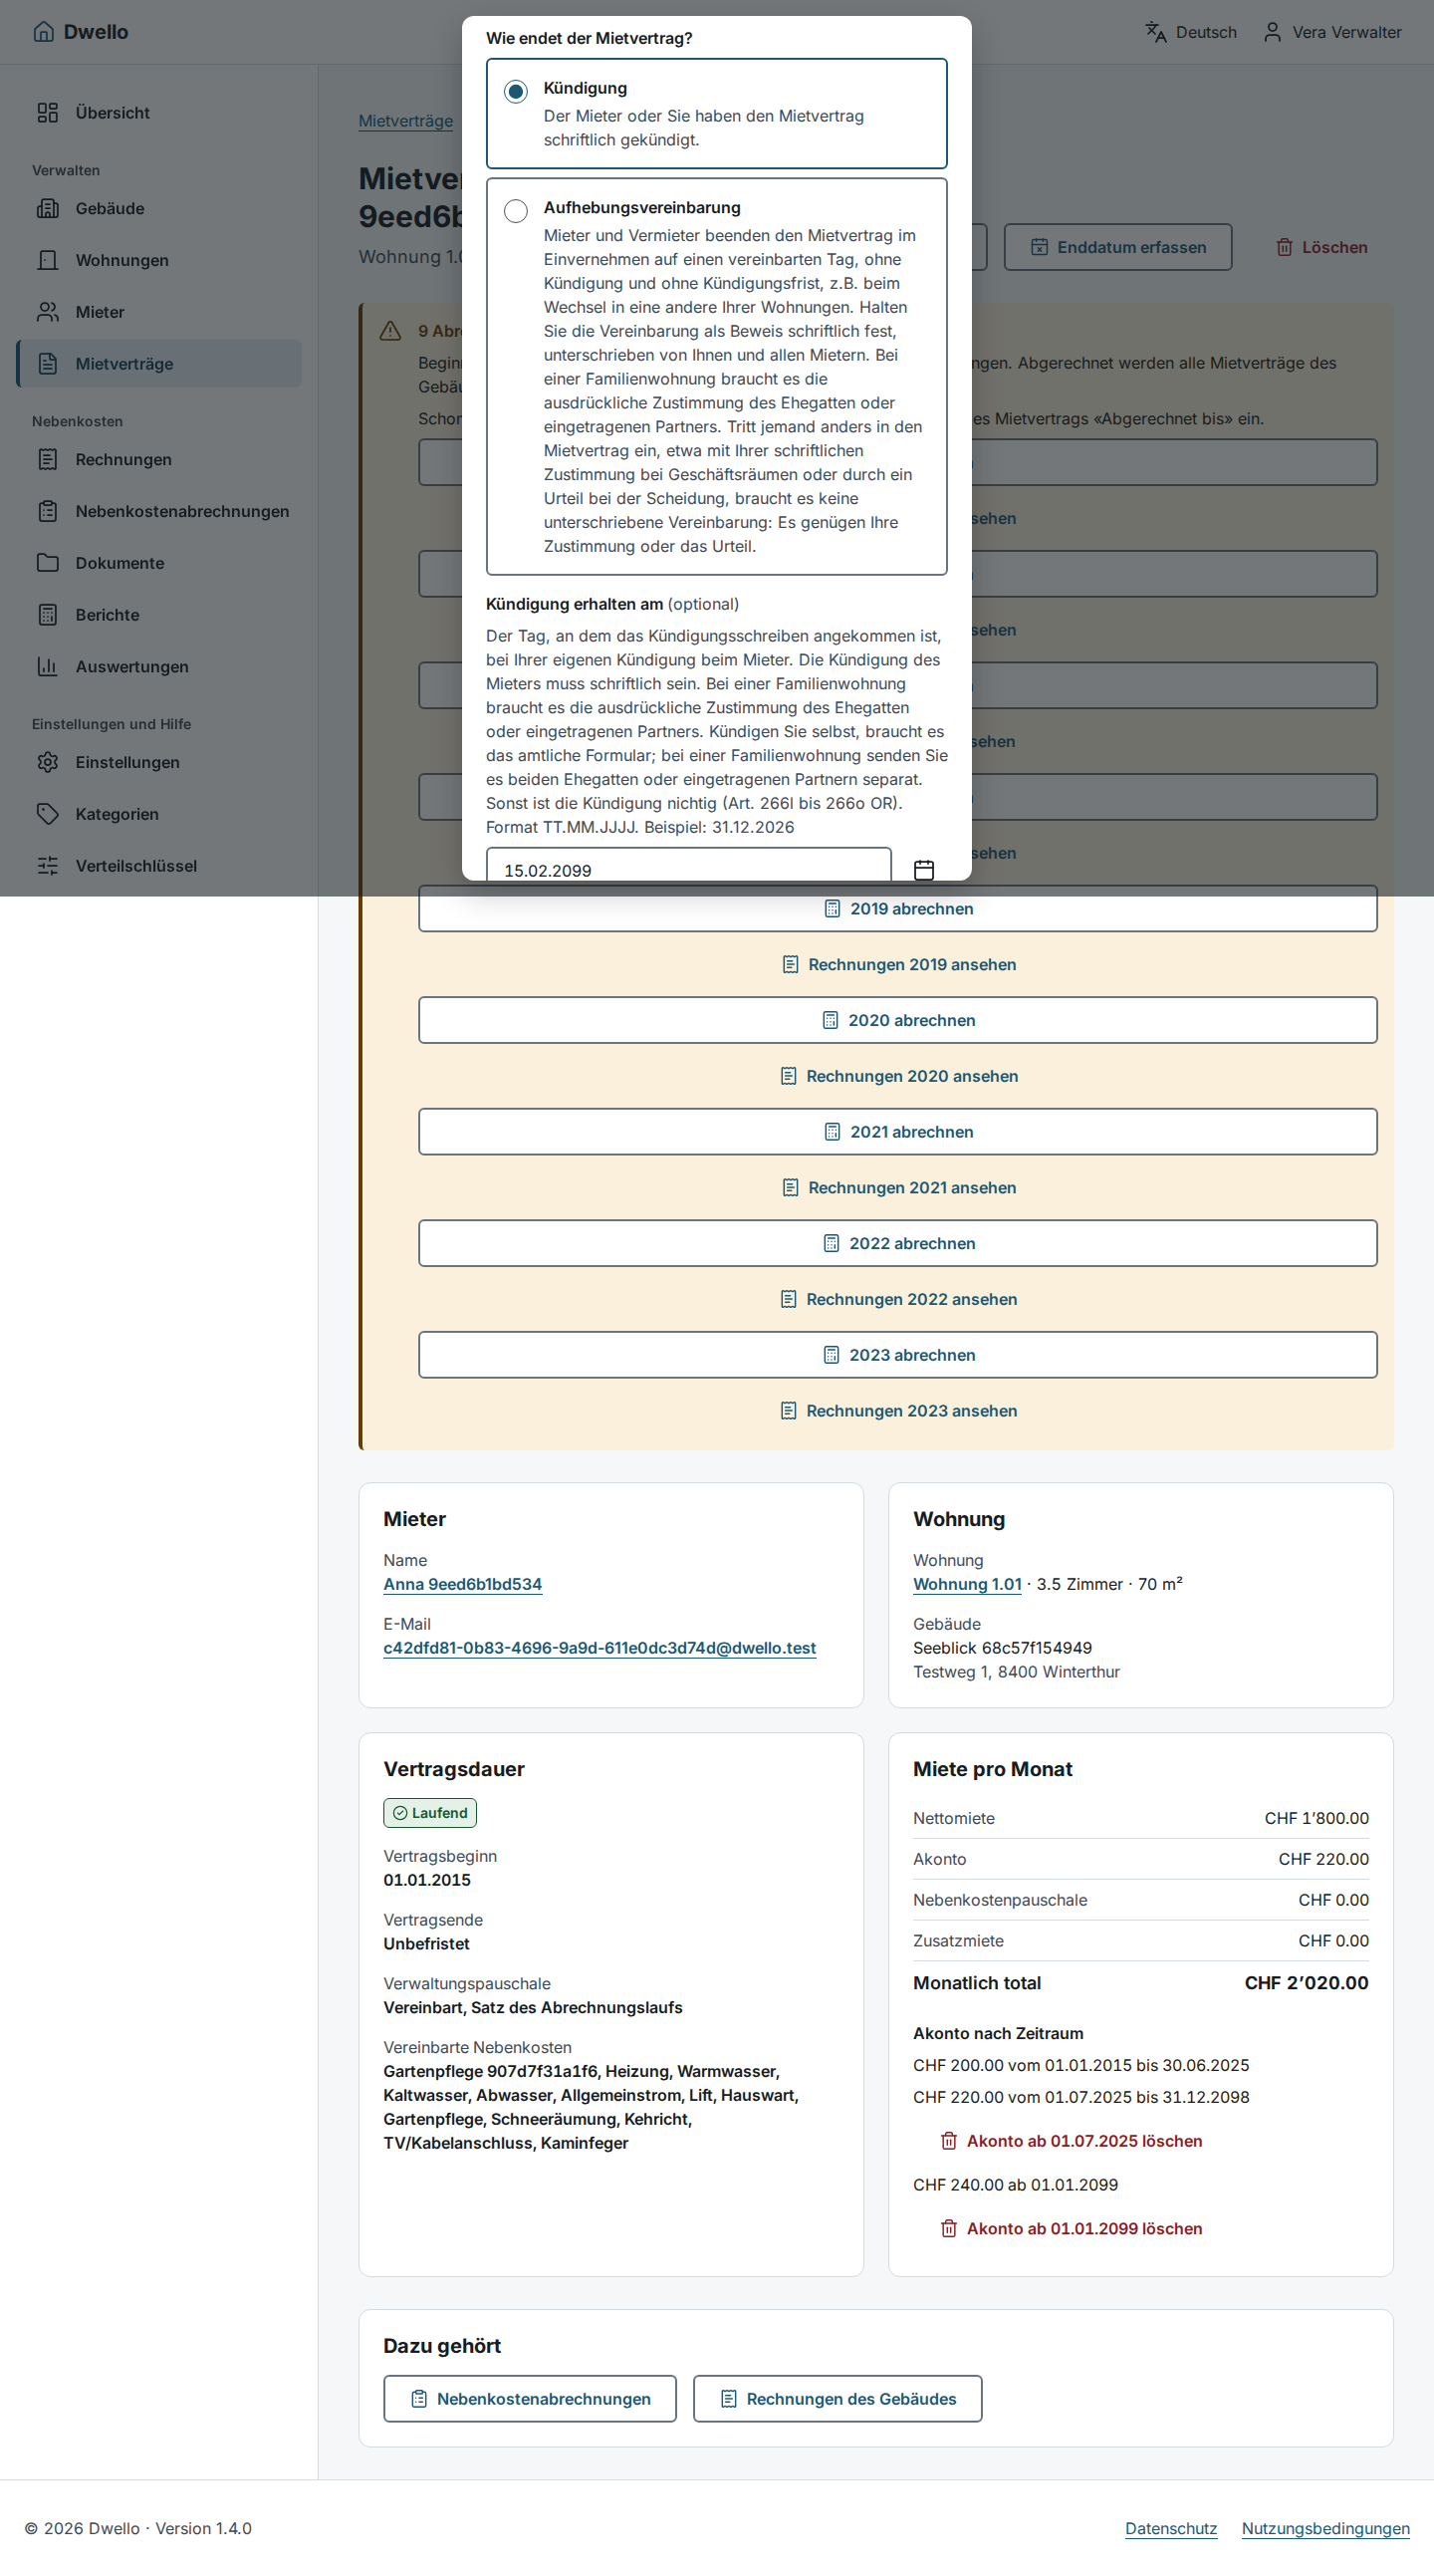 Dwello
Deutsch
Vera Verwalter
Übersicht
Verwalten
Gebäude
Wohnungen
Mieter
Mietverträge
Nebenkosten
Rechnungen
Nebenkostenabrechnungen
Dokumente
Berichte
Auswertungen
Einstellungen und Hilfe
Einstellungen
Kategorien
Verteilschlüssel
Mietverträge
Wohnung
Enddatum erfassen
Löschen
ngen. Abgerechnet werden alle Mietverträge des
Schon
es Mietvertrags «Abgerechnet bis» ein.
Wie endet der Mietvertrag?
Kündigung
Der Mieter oder Sie haben den Mietvertrag
schriftlich gekündigt.
Aufhebungsvereinbarung
Mieter und Vermieter beenden den Mietvertrag im
Einvernehmen auf einen vereinbarten Tag, ohne
Kündigung und ohne Kündigungsfrist, z.B. beim
Wechsel in eine andere Ihrer Wohnungen. Halten
Sie die Vereinbarung als Beweis schriftlich fest,
unterschrieben von Ihnen und allen Mietern. Bei
einer Familienwohnung braucht es die
ausdrückliche Zustimmung des Ehegatten oder
eingetragenen Partners. Tritt jemand anders in den
Mietvertrag ein, etwa mit Ihrer schriftlichen
Zustimmung bei Geschäftsräumen oder durch ein
Urteil bei der Scheidung, braucht es keine
unterschriebene Vereinbarung: Es genügen Ihre
Zustimmung oder das Urteil.
Kündigung erhalten am (optional)
Der Tag, an dem das Kündigungsschreiben angekommen ist,
bei Ihrer eigenen Kündigung beim Mieter. Die Kündigung des
Mieters muss schriftlich sein. Bei einer Familienwohnung
braucht es die ausdrückliche Zustimmung des Ehegatten
oder eingetragenen Partners. Kündigen Sie selbst, braucht es
das amtliche Formular; bei einer Familienwohnung senden Sie
es beiden Ehegatten oder eingetragenen Partnern separat.
Sonst ist die Kündigung nichtig (Art. 266l bis 266o OR).
Format TT.MM.JJJJ. Beispiel: 31.12.2026
15.02.2099
2019 abrechnen
Rechnungen 2019 ansehen
2020 abrechnen
Rechnungen 2020 ansehen
2021 abrechnen
Rechnungen 2021 ansehen
2022 abrechnen
Rechnungen 2022 ansehen
2023 abrechnen
Rechnungen 2023 ansehen
Mieter
Name
Anna 9eed6b1bd534
E-Mail
c42dfd81-0b83-4696-9a9d-611e0dc3d74d@dwello.test
Wohnung
Wohnung
Wohnung 1.01 · 3.5 Zimmer · 70 m²
Gebäude
Seeblick 68c57f154949
Testweg 1, 8400 Winterthur
Vertragsdauer
Laufend
Vertragsbeginn
01.01.2015
Vertragsende
Unbefristet
Verwaltungspauschale
Vereinbart, Satz des Abrechnungslaufs
Vereinbarte Nebenkosten
Gartenpflege 907d7f31a1f6, Heizung, Warmwasser,
Kaltwasser, Abwasser, Allgemeinstrom, Lift, Hauswart,
Gartenpflege, Schneeräumung, Kehricht,
TV/Kabelanschluss, Kaminfeger
Miete pro Monat
Nettomiete CHF 1’800.00
Akonto CHF 220.00
Nebenkostenpauschale CHF 0.00
Zusatzmiete CHF 0.00
Monatlich total CHF 2’020.00
Akonto nach Zeitraum
CHF 200.00 vom 01.01.2015 bis 30.06.2025
CHF 220.00 vom 01.07.2025 bis 31.12.2098
Akonto ab 01.07.2025 löschen
CHF 240.00 ab 01.01.2099
Akonto ab 01.01.2099 löschen
Dazu gehört
Nebenkostenabrechnungen
Rechnungen des Gebäudes
© 2026 Dwello · Version 1.4.0
Datenschutz
Nutzungsbedingungen